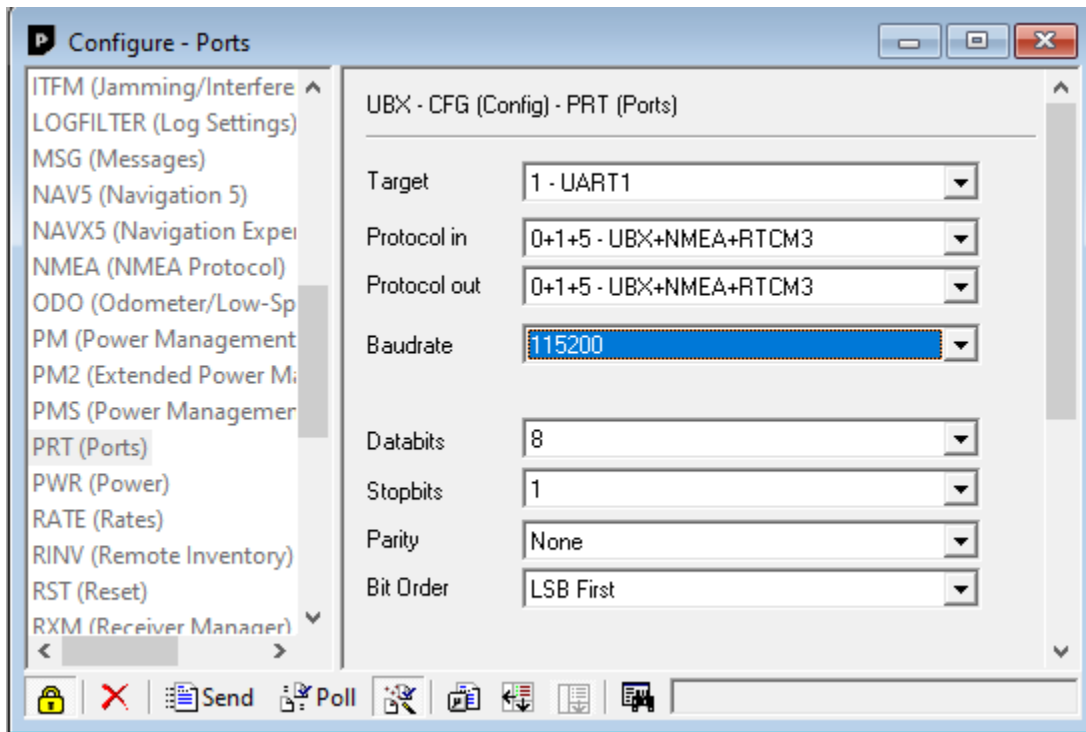 Configure - Ports
ITFM (Jamming/Interfere
LOGFILTER (Log Settings)
MSG (Messages)
NAV5 (Navigation 5)
NAVX5 (Navigation Exper
NMEA (NMEA Protocol)
ODO (Odometer/Low-Sp
PM (Power Management
PM2 (Extended Power Ma
PMS (Power Managemen
PRT (Ports)
PWR (Power)
RATE (Rates)
RINV (Remote Inventory)
RST (Reset)
RXM (Receiver Manager)
UBX - CFG (Config) - PRT (Ports)
Target 1 - UART1
Protocol in 0+1+5 - UBX+NMEA+RTCM3
Protocol out 0+1+5 - UBX+NMEA+RTCM3
Baudrate 115200
Databits 8
Stopbits 1
Parity None
Bit Order LSB First
Send Poll